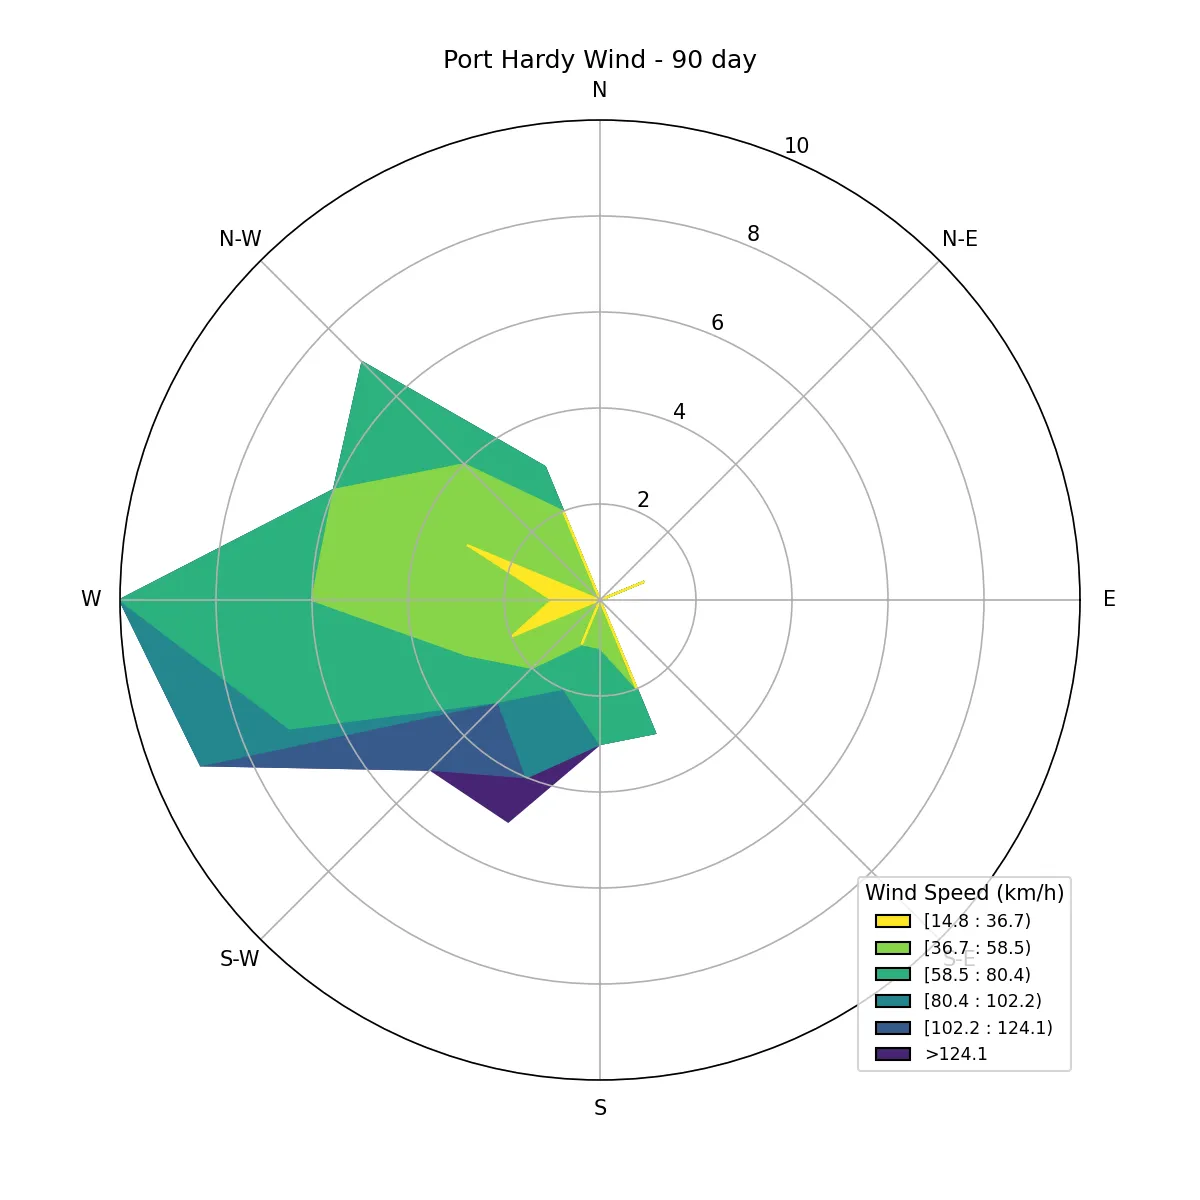 Port Hardy Wind - 90 day
N
10
N-W
N-E
8
6
4
2
W
E
Wind Speed (km/h)
[14.8 : 36.7)
[36.7 : 58.5)
S-W
S-E
[58.5 : 80.4)
[80.4 : 102.2)
[102.2 : 124.1)
>124.1
S